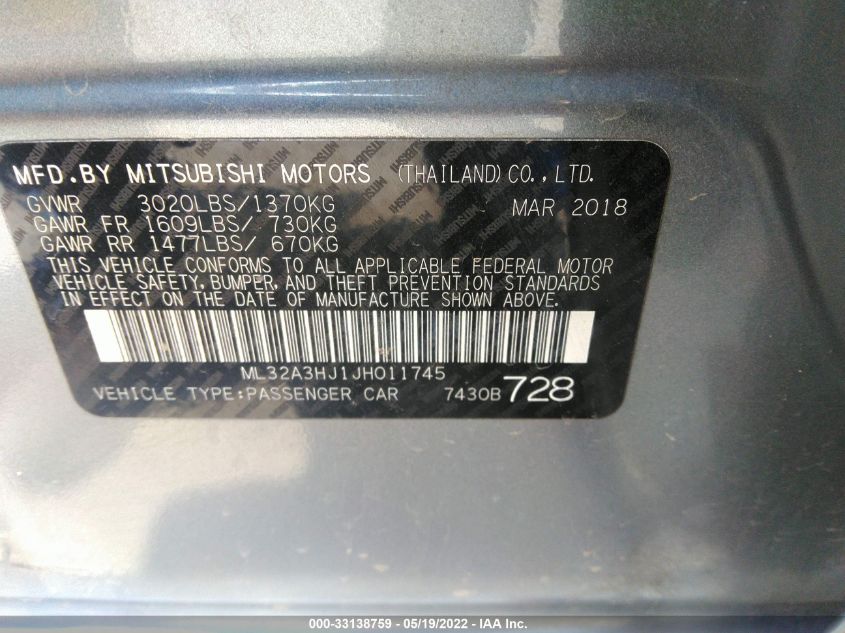 MFD.BY MITSUBISHI MOTORS (THAILAND) CO., LTD.
GVWR 3020LBS/1370KG MAR 2018
GAWR FR 1609LBS/ 730KG
GAWR RR 1477LBS/ 670KG
THIS VEHICLE CONFORMS TO ALL APPLICABLE FEDERAL MOTOR
VEHICLE SAFETY, BUMPER, AND THEFT PREVENTION STANDARDS
IN EFFECT ON THE DATE OF MANUFACTURE SHOWN ABOVE.
ML32A3HJ1JH011745
VEHICLE TYPE:PASSENGER CAR 7430B 728
000-33138759 - 05/19/2022 - IAA Inc.